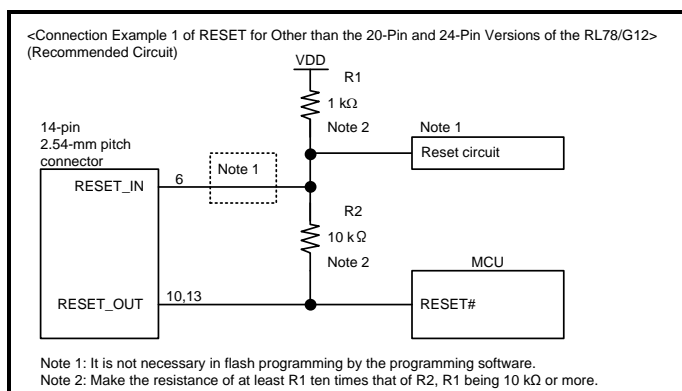 <Connection Example 1 of RESET for Other than the 20-Pin and 24-Pin Versions of the RL78/G12>
(Recommended Circuit)
VDD
R1
1 kΩ
Note 2
14-pin
2.54-mm pitch
connector
Note 1
Reset circuit
RESET_IN
6
Note 1
R2
10 kΩ
Note 2
MCU
RESET_OUT
10,13
RESET#
Note 1: It is not necessary in flash programming by the programming software.
Note 2: Make the resistance of at least R1 ten times that of R2, R1 being 10 kΩ or more.